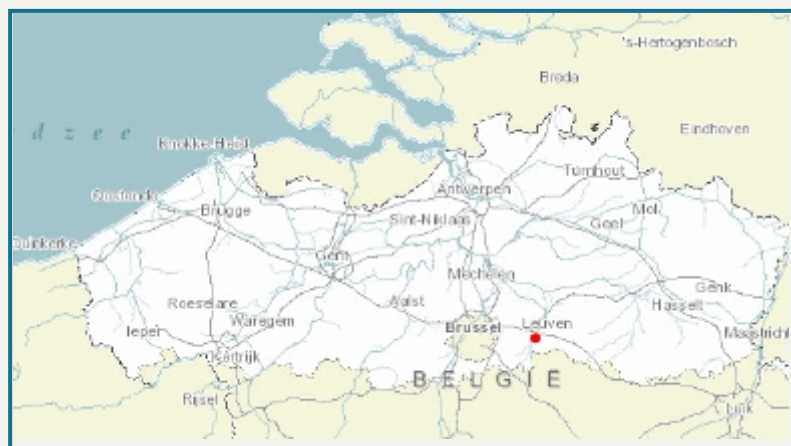 's-Hertogenbosch
Breda
d z e e
Eindhoven
Knokke-Heist
Turnhout
Oostende
Antwerpen
Brugge
Mol
Sint-Niklaas
Geel
Duinkerke
Gent
Mechelen
Genk
Roeselare
Aalst
Hasselt
Waregem
Leuven
Ieper
Brussel
Maastricht
Kortrijk
BELGIË
Rijsel
Luik